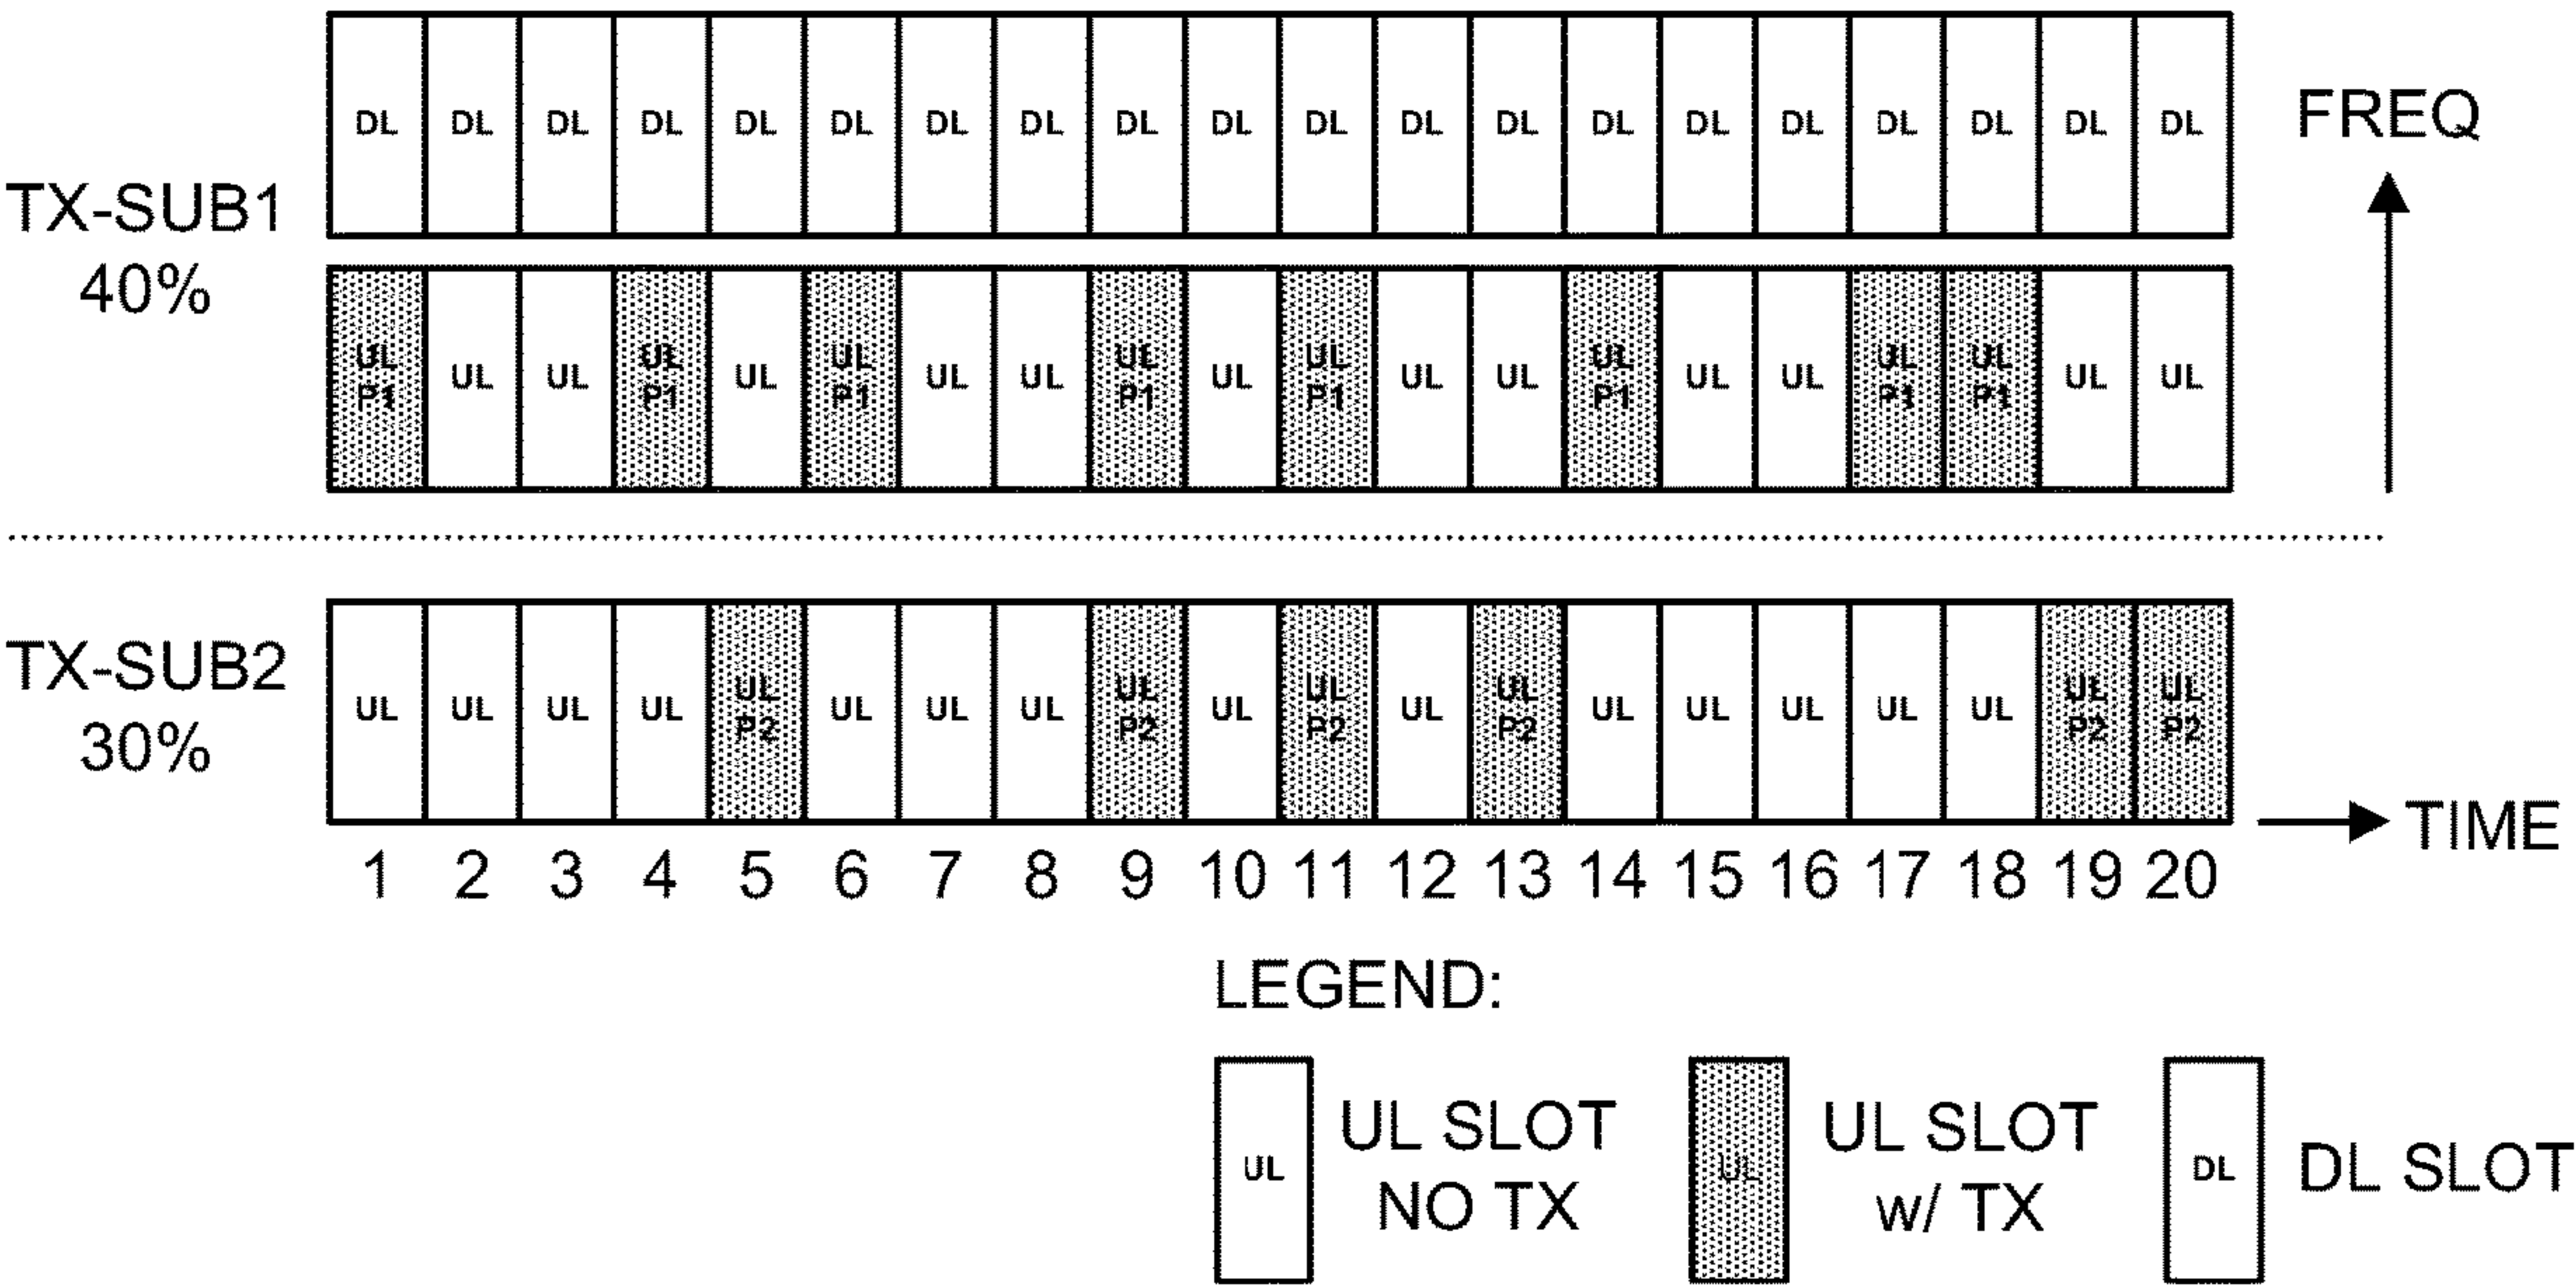 DL DL DL DL DL DL DL DL DL DL DL DL DL DL DL DL DL DL DL DL
FREQ
TX-SUB1
40%
UL P1 UL UL UL P1 UL UL P1 UL UL UL P1 UL UL P1 UL UL UL P1 UL UL UL P1 UL P1 UL UL
TX-SUB2
30%
UL UL UL UL UL P2 UL UL UL UL P2 UL UL P2 UL UL P2 UL UL UL UL UL UL P2 UL P2
TIME
1 2 3 4 5 6 7 8 9 10 11 12 13 14 15 16 17 18 19 20
LEGEND:
UL
UL SLOT
NO TX
UL
UL SLOT
w/ TX
DL
DL SLOT